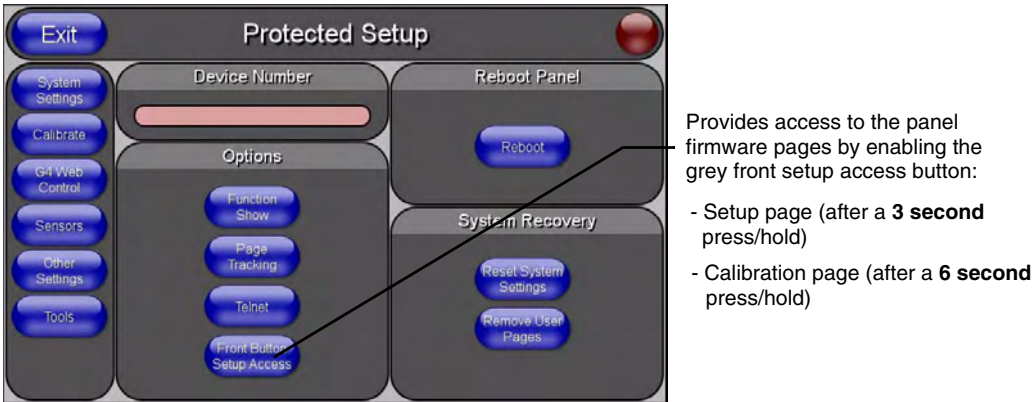 Exit
Protected Setup
System
Settings
Calibrate
G4 Web
Control
Sensors
Other
Settings
Tools
Device Number
Options
Function
Show
Page
Tracking
Telnet
Front Button
Setup Access
Reboot Panel
Reboot
System Recovery
Reset System
Settings
Remove User
Pages
Provides access to the panel
firmware pages by enabling the
grey front setup access button:
- Setup page (after a 3 second
press/hold)
- Calibration page (after a 6 second
press/hold)